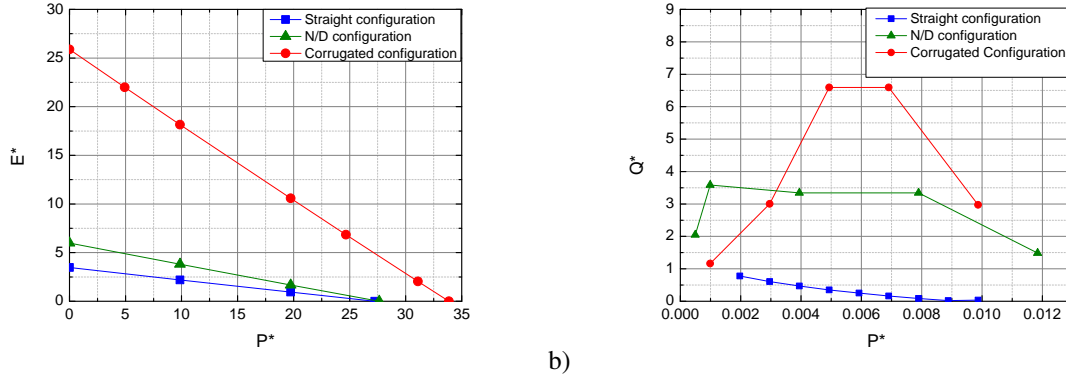 Straight configuration
N/D configuration
Corrugated configuration
30
25
20
15
10
5
0
E*
0 5 10 15 20 25 30 35
P*
b)
Straight configuration
N/D configuration
Corrugated Configuration
9
8
7
6
5
4
3
2
1
0
Q*
0.000 0.002 0.004 0.006 0.008 0.010 0.012
P*